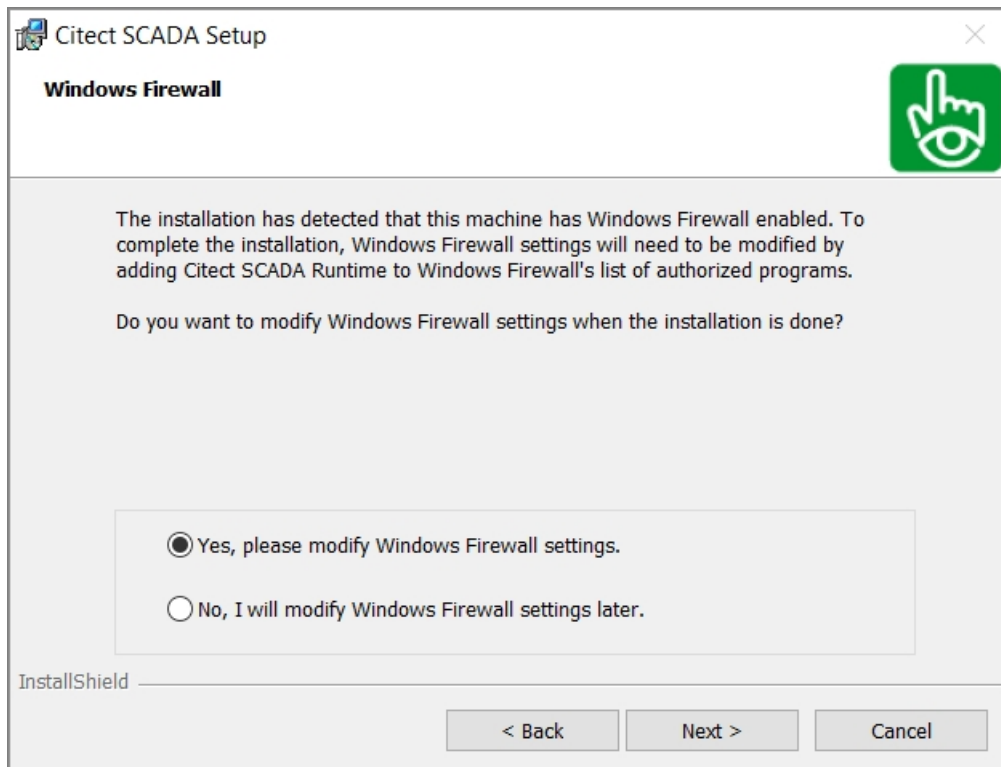 Citect SCADA Setup
Windows Firewall
The installation has detected that this machine has Windows Firewall enabled. To
complete the installation, Windows Firewall settings will need to be modified by
adding Citect SCADA Runtime to Windows Firewall's list of authorized programs.
Do you want to modify Windows Firewall settings when the installation is done?
Yes, please modify Windows Firewall settings.
No, I will modify Windows Firewall settings later.
InstallShield
< Back
Next >
Cancel